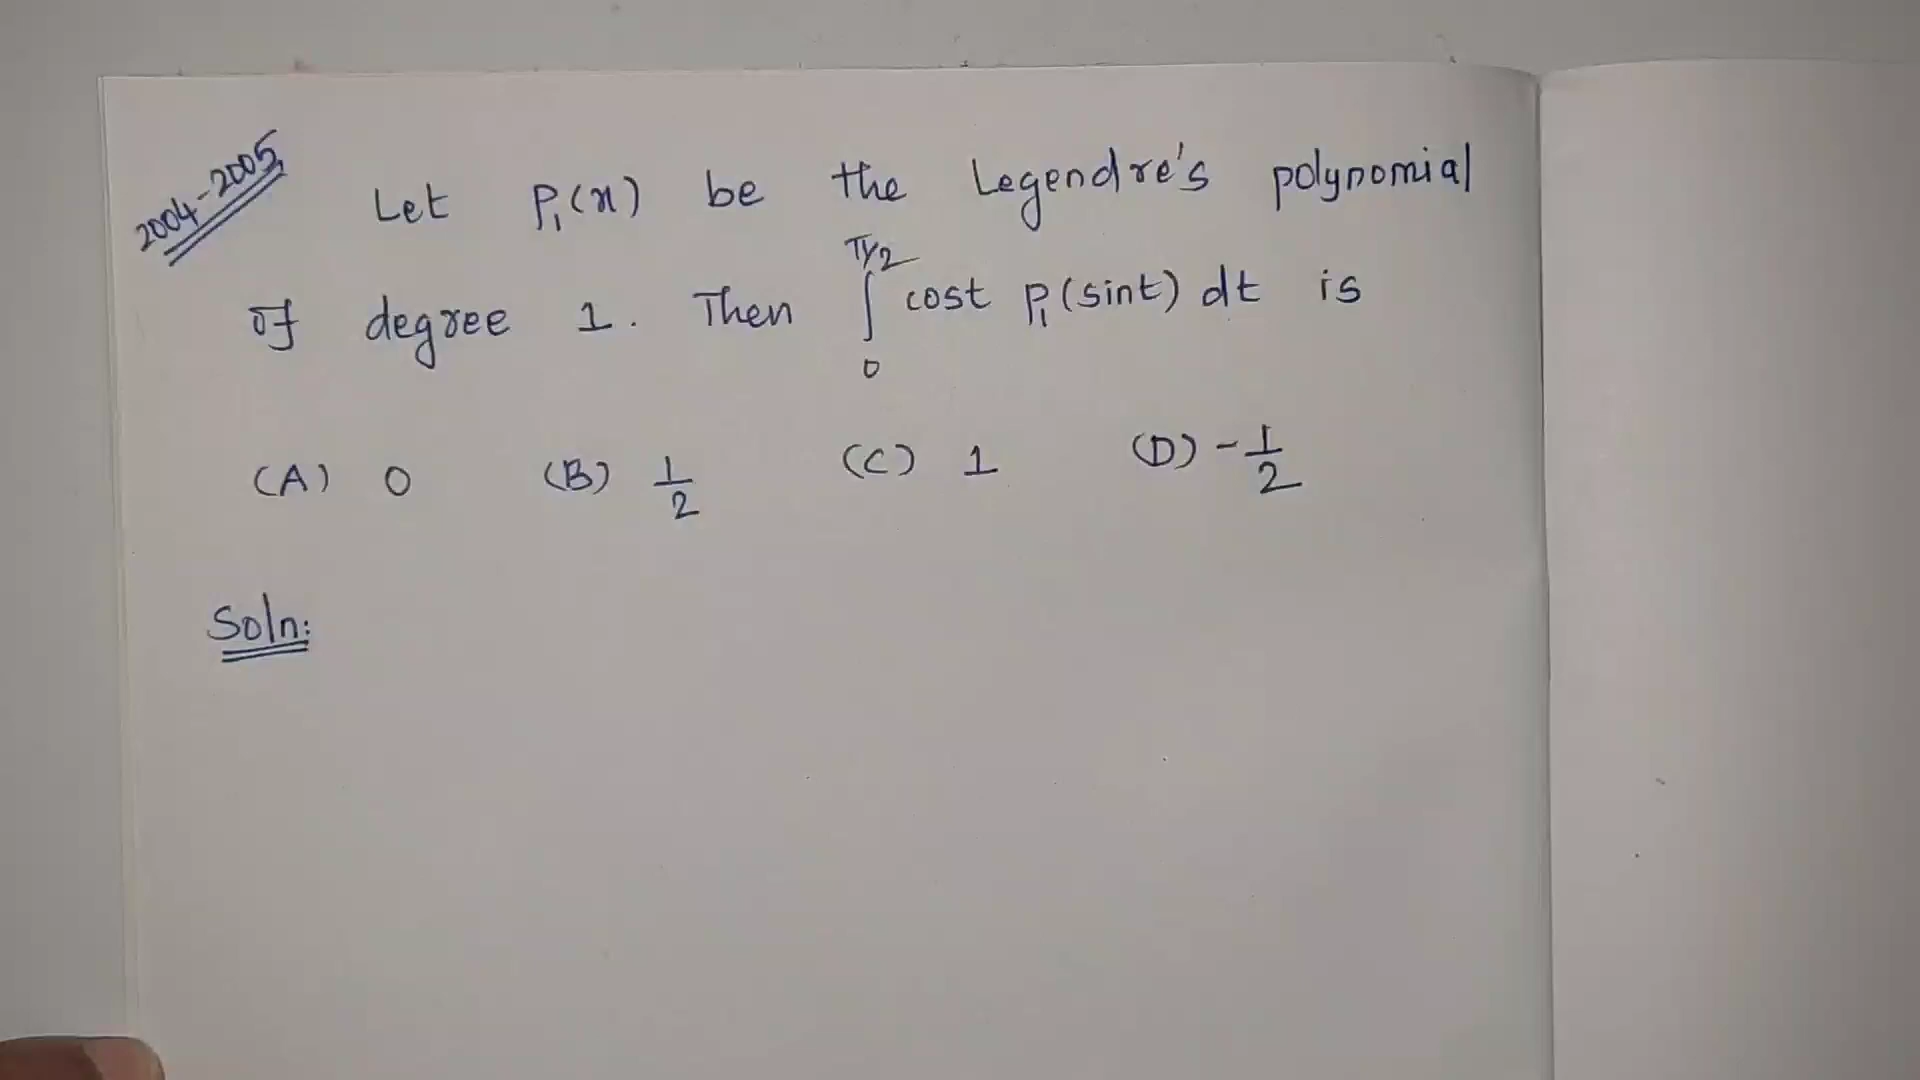 2004-2005
Let P₁(x) be the Legendre's polynomial
of degree 1. Then ∫₀^π/2 cost P₁(sint) dt is
(A) 0 (B) 1/2 (C) 1 (D) -1/2
Soln: